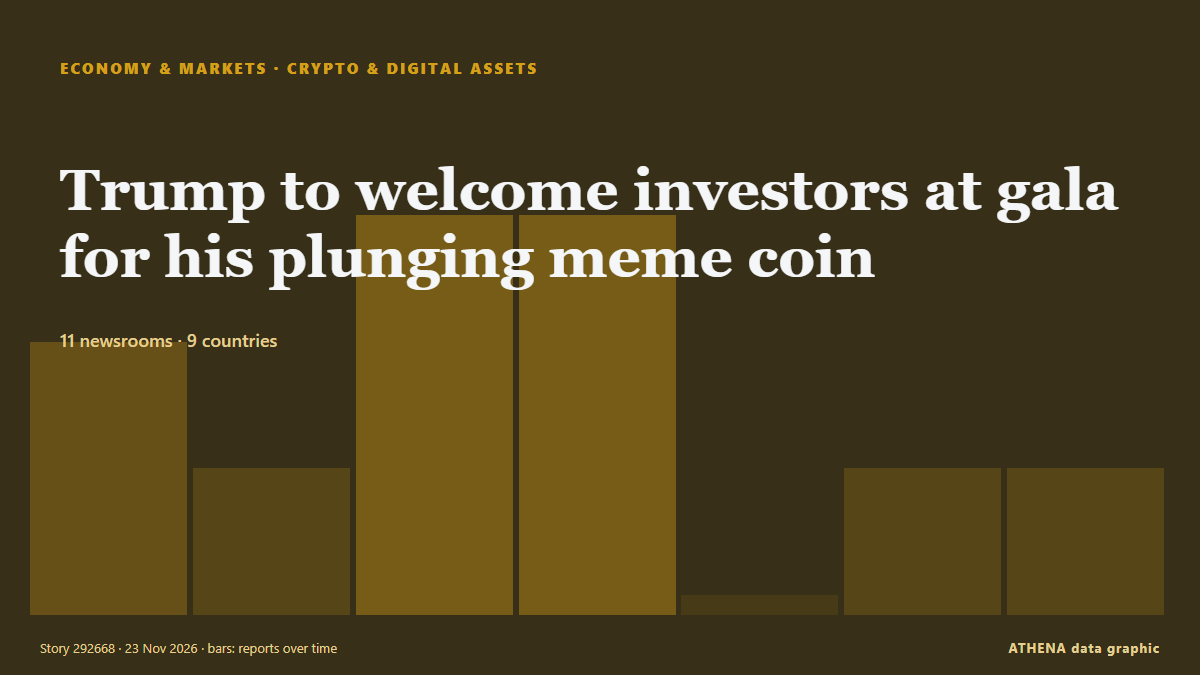 ECONOMY & MARKETS · CRYPTO & DIGITAL ASSETS
Trump to welcome investors at gala
for his plunging meme coin
11 newsrooms · 9 countries
Story 292668 · 23 Nov 2026 · bars: reports over time
ATHENA data graphic